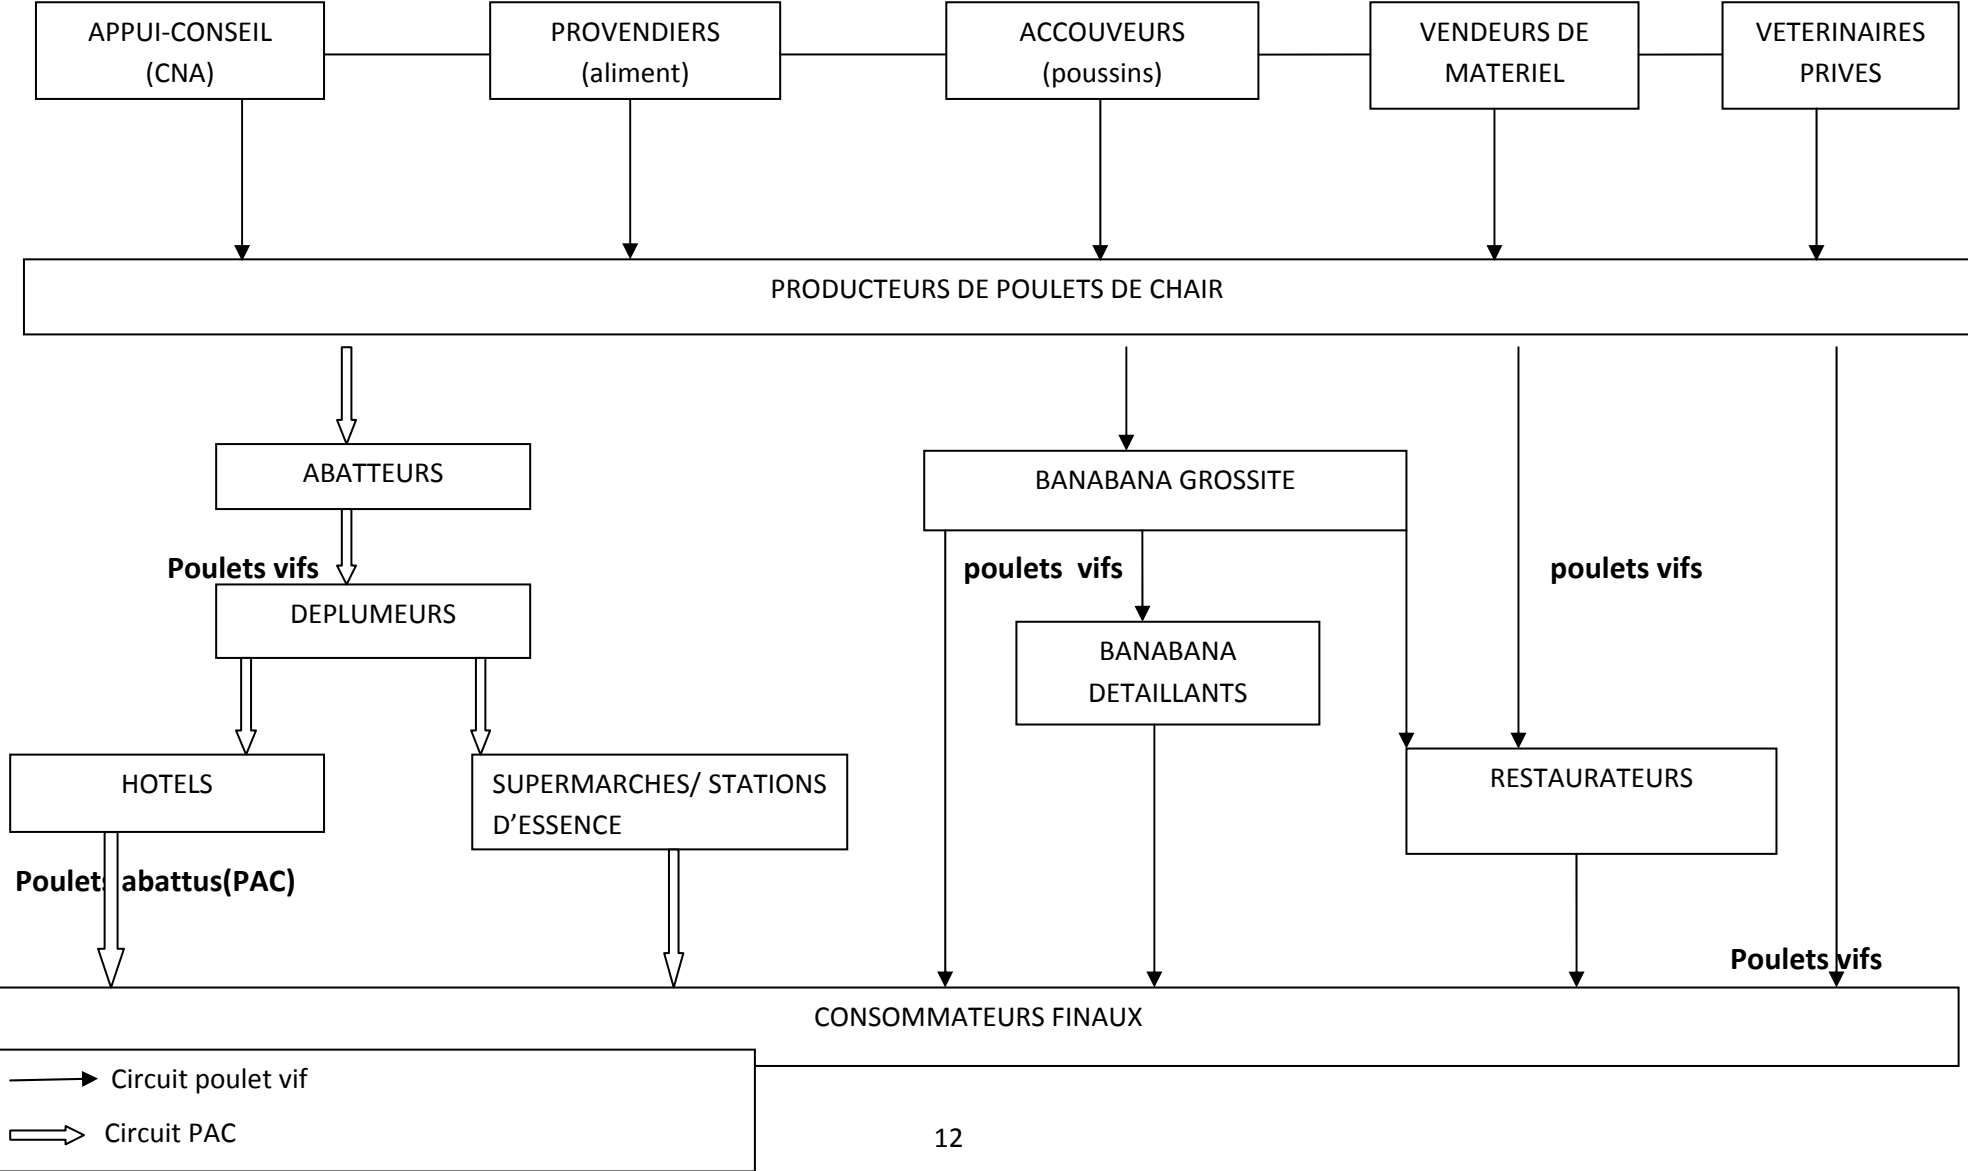 APPUI-CONSEIL
(CNA)
PROVENDIERS
(aliment)
ACCOUVEURS
(poussins)
VENDEURS DE
MATERIEL
VETERINAIRES
PRIVES
PRODUCTEURS DE POULETS DE CHAIR
ABATTEURS
BANABANA GROSSITE
Poulets vifs
poulets  vifs
poulets vifs
DEPLUMEURS
BANABANA
DETAILLANTS
HOTELS
SUPERMARCHES/ STATIONS
D’ESSENCE
RESTAURATEURS
Poulets abattus(PAC)
Poulets vifs
CONSOMMATEURS FINAUX
Circuit poulet vif
Circuit PAC
12